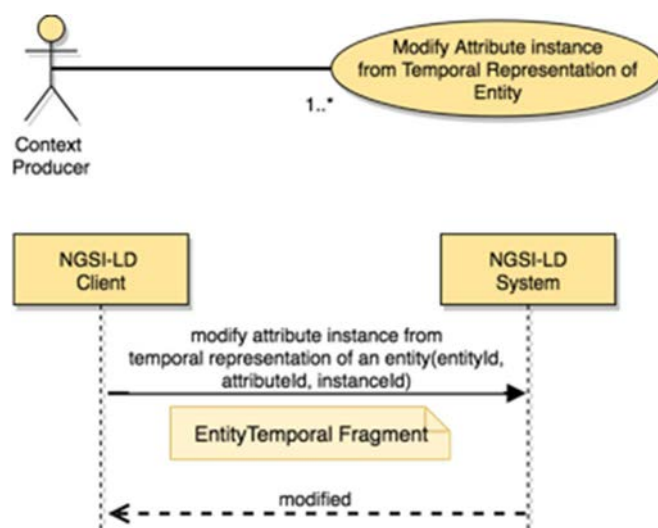 Modify Attribute instance
from Temporal Representation of
Entity
1..*
Context
Producer
NGSI-LD
Client
NGSI-LD
System
modify attribute instance from
temporal representation of an entity(entityId,
attributeId, instanceId)
EntityTemporal Fragment
modified